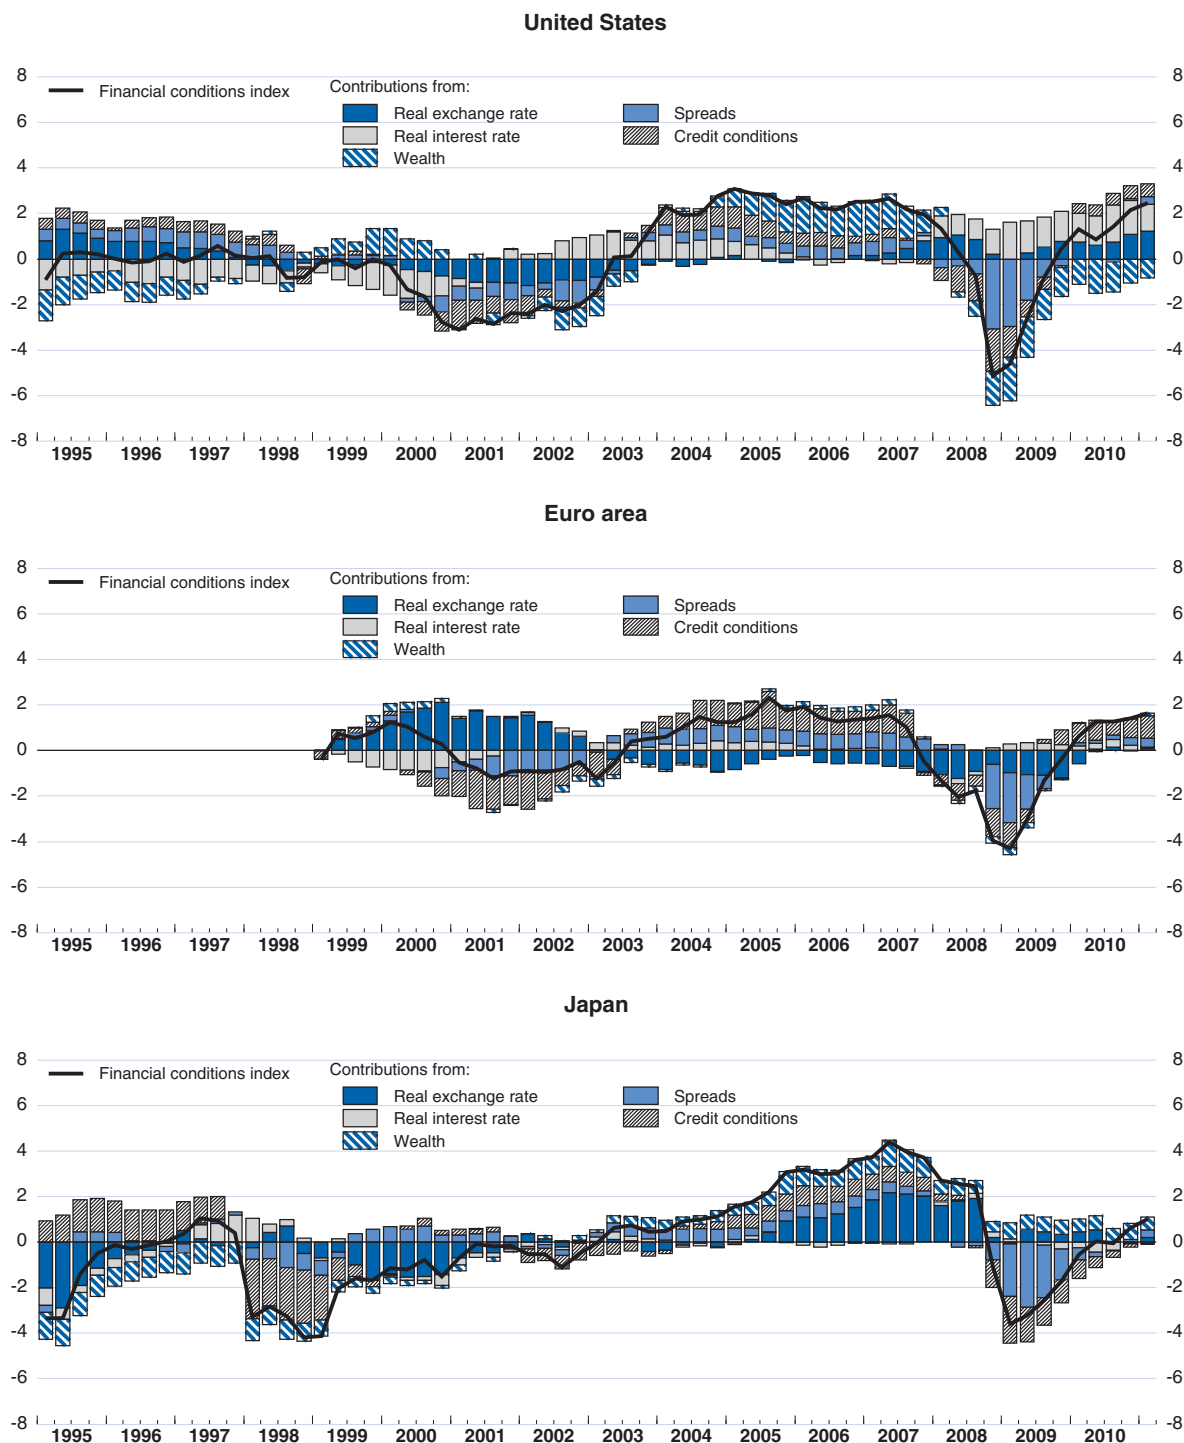 United States
8 8
Financial conditions index Contributions from:
Real exchange rate Spreads
6 6
Real interest rate Credit conditions
Wealth
4 4
2 2
0 0
-2 -2
-4 -4
-6 -6
-8 -8
1995 1996 1997 1998 1999 2000 2001 2002 2003 2004 2005 2006 2007 2008 2009 2010
Euro area
8 8
Financial conditions index Contributions from:
Real exchange rate Spreads
6 6
Real interest rate Credit conditions
Wealth
4 4
2 2
0 0
-2 -2
-4 -4
-6 -6
-8 -8
1995 1996 1997 1998 1999 2000 2001 2002 2003 2004 2005 2006 2007 2008 2009 2010
Japan
8 8
Financial conditions index Contributions from:
Real exchange rate Spreads
6 6
Real interest rate Credit conditions
Wealth
4 4
2 2
0 0
-2 -2
-4 -4
-6 -6
-8 -8
1995 1996 1997 1998 1999 2000 2001 2002 2003 2004 2005 2006 2007 2008 2009 2010